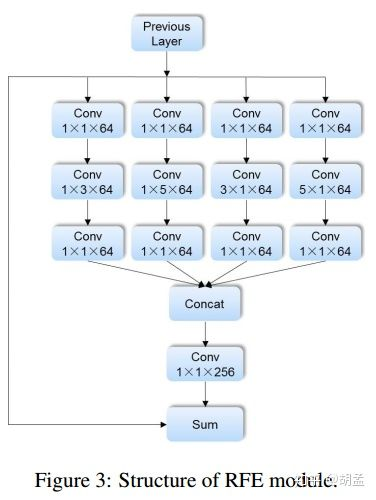 Previous
Layer
Conv
1×1×64
Conv
1×1×64
Conv
1×1×64
Conv
1×1×64
Conv
1×3×64
Conv
1×5×64
Conv
3×1×64
Conv
5×1×64
Conv
1×1×64
Conv
1×1×64
Conv
1×1×64
Conv
1×1×64
Concat
Conv
1×1×256
Sum
Figure 3: Structure of RFE module.
@胡孟